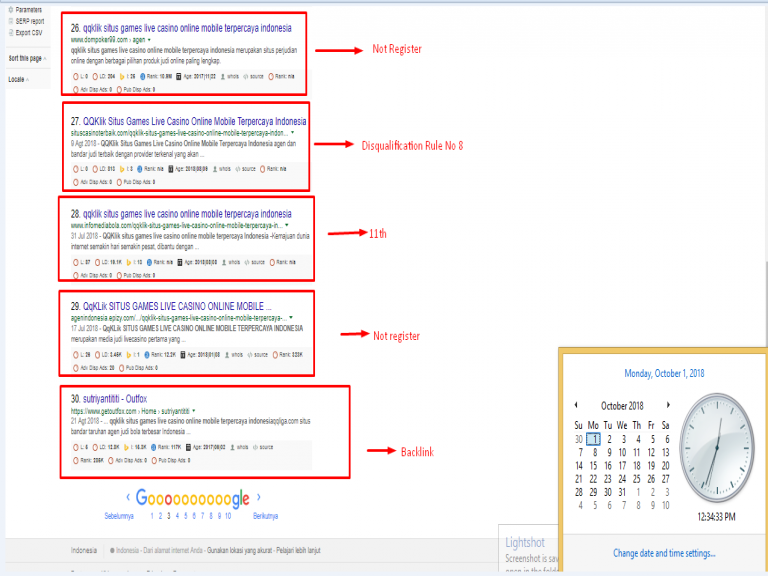 Parameters
SERP report
Export CSV
Sort this page
Locale
26. qqklik situs games live casino online mobile terpercaya indonesia
www.dompoker99.com › agen
qqklik situs games live casino online mobile terpercaya indonesia merupakan situs perjudian
online dengan berbagai pilihan produk judi online paling lengkap.
L: 0 LD: 204 I: 26 Rank: 10.8M Age: 2017|11|22 whois source Rank: n/a
Adv Disp Ads: 0 Pub Disp Ads: 0
Not Register
27. QQKlik Situs Games Live Casino Online Mobile Terpercaya Indonesia
situscasinoterbaik.com/qqklik-situs-games-live-casino-online-mobile-terpercaya-indon...
9 Agt 2018 - QQKlik Situs Games Live Casino Online Mobile Terpercaya Indonesia agen dan
bandar judi terbaik dengan provider terkenal yang akan ...
L: 0 LD: 813 I: 3 Rank: n/a Age: 2018|08|09 whois source Rank: n/a
Adv Disp Ads: 0 Pub Disp Ads: 0
Disqualification Rule No 8
28. qqklik situs games live casino online mobile terpercaya indonesia
www.infomediabola.com/qqklik-situs-games-live-casino-online-mobile-terpercaya-in...
31 Jul 2018 - QQKlik situs games live casino online mobile terpercaya Indonesia -Kemajuan dunia
internet semakin hari semakin pesat, dibantu dengan ...
L: 27 LD: 16.1K I: 13 Rank: n/a Age: 2018|08|08 whois source Rank: n/a
Adv Disp Ads: 0 Pub Disp Ads: 0
11th
29. QqKLik SITUS GAMES LIVE CASINO ONLINE MOBILE ...
agenindonesia.epizy.com/.../qqklik-situs-games-live-casino-online-mobile-terpercaya-...
17 Jul 2018 - QqKLik SITUS GAMES LIVE CASINO ONLINE MOBILE TERPERCAYA INDONESIA
merupakan media judi livecasino pertama yang ...
L: 26 LD: 3.46K I: 1 Rank: 12.2K Age: 2018|01|08 whois source Rank: 323K
Adv Disp Ads: 20 Pub Disp Ads: 0
Not register
30. sutriyantititi - Outfox
https://www.getoutfox.com › Home › sutriyantititi
21 Agt 2018 - ... qqklik situs games live casino online mobile terpercaya indonesiaqqliga.com situs
bandar taruhan agen judi bola terbesar Indonesia ...
L: 6 LD: 12.0K I: 16.3K Rank: 117K Age: 2017|06|02 whois source
Rank: 238K Adv Disp Ads: 0 Pub Disp Ads: 0
Backlink
Goooooooooogle
Sebelumnya 1 2 3 4 5 6 7 8 9 10 Berikutnya
Indonesia Indonesia - Dari alamat internet Anda - Gunakan lokasi yang akurat - Pelajari lebih lanjut
Lightshot
Screenshot is sav
Monday, October 1, 2018
October 2018
Su Mo Tu We Th Fr Sa
30 1 2 3 4 5 6
7 8 9 10 11 12 13
14 15 16 17 18 19 20
21 22 23 24 25 26 27
28 29 30 31 1 2 3
4 5 6 7 8 9 10
12:34:33 PM
Change date and time settings...